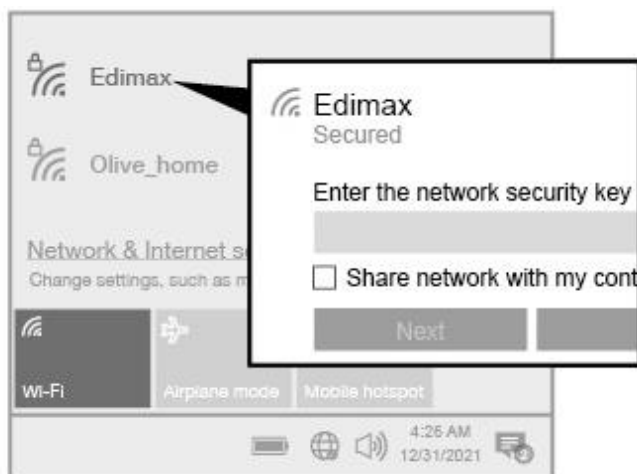 Edimax
Olive_home
Network & Internet s
Change settings, such as m
Wi-Fi
Airplane mode
Mobile hotspot
4:26 AM
12/31/2021
Edimax
Secured
Enter the network security key
Share network with my cont
Next